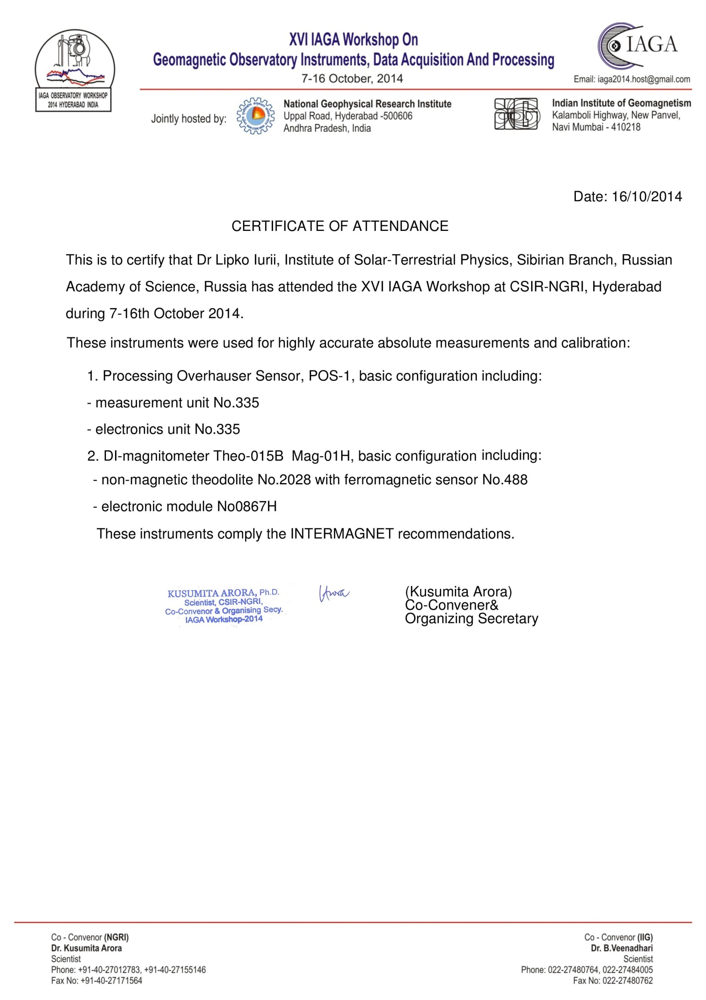 XVI IAGA Workshop On
Geomagnetic Observatory Instruments, Data Acquisition And Processing
7-16 October, 2014
IAGA
Email: iaga2014.host@gmail.com
IAGA OBSERVATORY WORKSHOP
2014 HYDERABAD INDIA
Jointly hosted by:
National Geophysical Research Institute
Uppal Road, Hyderabad -500606
Andhra Pradesh, India
Indian Institute of Geomagnetism
Kalamboli Highway, New Panvel,
Navi Mumbai - 410218
Date: 16/10/2014
CERTIFICATE OF ATTENDANCE
This is to certify that Dr Lipko Iurii, Institute of Solar-Terrestrial Physics, Sibirian Branch, Russian
Academy of Science, Russia has attended the XVI IAGA Workshop at CSIR-NGRI, Hyderabad
during 7-16th October 2014.
These instruments were used for highly accurate absolute measurements and calibration:
1. Processing Overhauser Sensor, POS-1, basic configuration including:
- measurement unit No.335
- electronics unit No.335
2. DI-magnitometer Theo-015B  Mag-01H, basic configuration including:
- non-magnetic theodolite No.2028 with ferromagnetic sensor No.488
- electronic module No0867H
These instruments comply the INTERMAGNET recommendations.
KUSUMITA ARORA, Ph.D.
Scientist, CSIR-NGRI,
Co-Convenor & Organising Secy.
IAGA Workshop-2014
(Kusumita Arora)
Co-Convener&
Organizing Secretary
Co - Convenor (NGRI)
Dr. Kusumita Arora
Scientist
Phone: +91-40-27012783, +91-40-27155146
Fax No: +91-40-27171564
Co - Convenor (IIG)
Dr. B.Veenadhari
Scientist
Phone: 022-27480764, 022-27484005
Fax No: 022-27480762